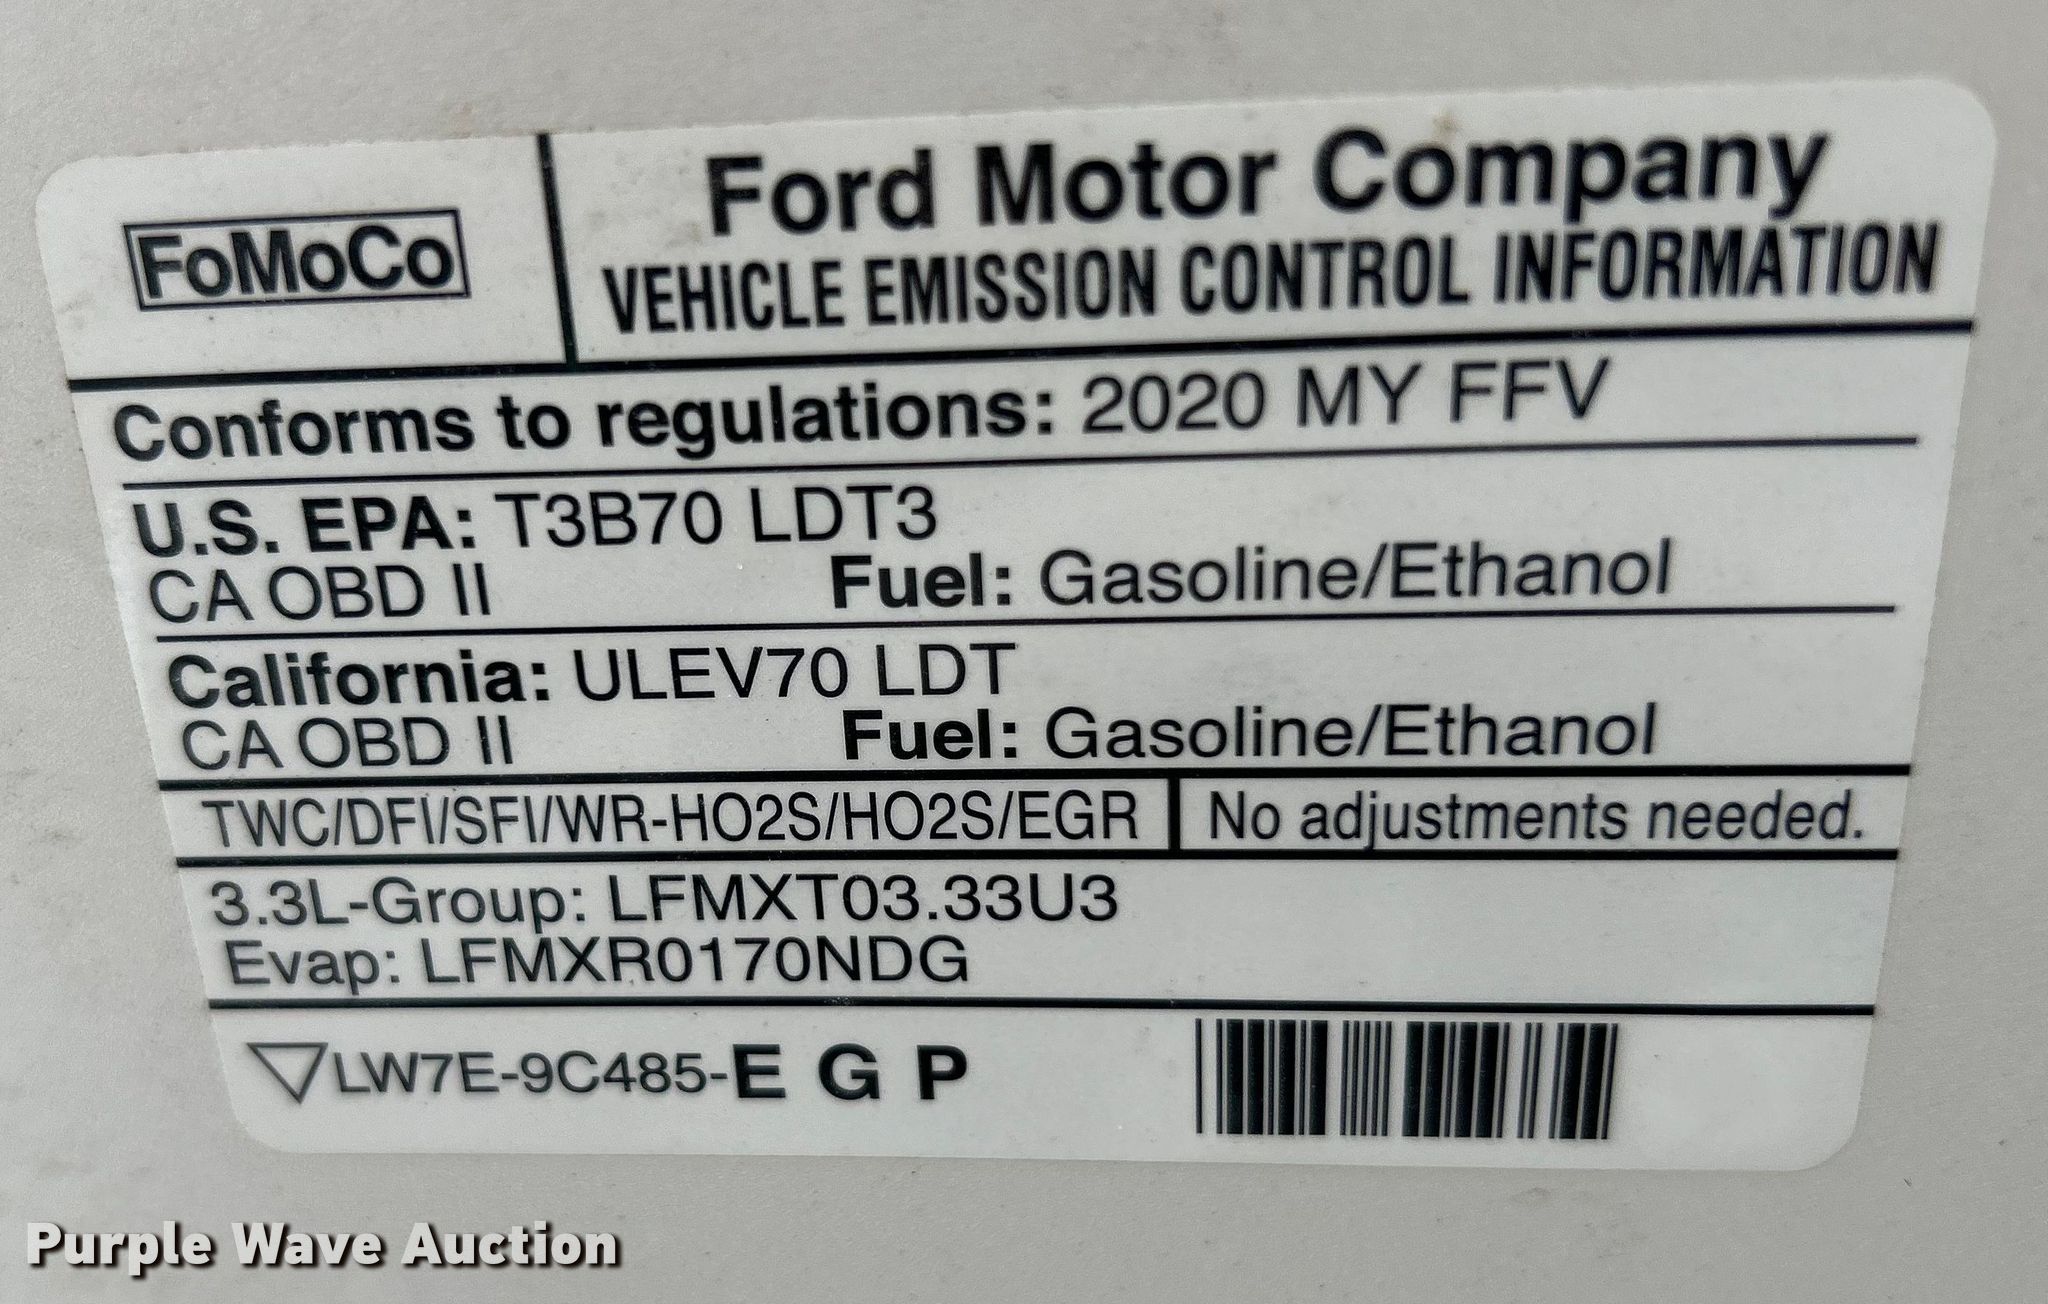 FoMoCo
Ford Motor Company
VEHICLE EMISSION CONTROL INFORMATION
Conforms to regulations: 2020 MY FFV
U.S. EPA: T3B70 LDT3
CA OBD II Fuel: Gasoline/Ethanol
California: ULEV70 LDT
CA OBD II Fuel: Gasoline/Ethanol
TWC/DFI/SFI/WR-HO2S/HO2S/EGR No adjustments needed.
3.3L-Group: LFMXT03.33U3
Evap: LFMXR0170NDG
LW7E-9C485-E G P
Purple Wave Auction